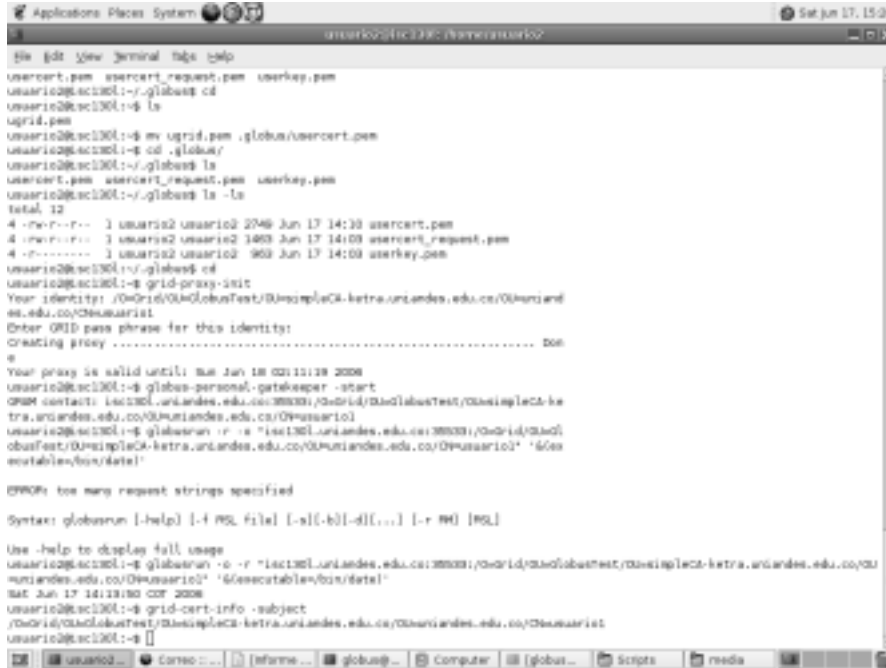 Applications Places System
Sat Jun 17, 15:2
usuario2@isc130l: /home/usuario2
File Edit View Terminal Tabs Help
usercert.pem usercert_request.pem userkey.pem
usuario2@isc130l:~/.globus$ cd
usuario2@isc130l:~$ ls
ugrid.pem
usuario2@isc130l:~$ mv ugrid.pem .globus/usercert.pem
usuario2@isc130l:~$ cd .globus/
usuario2@isc130l:~/.globus$ ls
usercert.pem usercert_request.pem userkey.pem
usuario2@isc130l:~/.globus$ ls -ls
total 12
4 -rw-r--r-- 1 usuario2 usuario2 2749 Jun 17 14:10 usercert.pem
4 -rw-r--r-- 1 usuario2 usuario2 1463 Jun 17 14:03 usercert_request.pem
4 -r-------- 1 usuario2 usuario2 963 Jun 17 14:03 userkey.pem
usuario2@isc130l:~/.globus$ cd
usuario2@isc130l:~$ grid-proxy-init
Your identity: /O=Grid/OU=GlobusTest/OU=simpleCA-ketra.uniandes.edu.co/OU=uniand
es.edu.co/CN=usuario1
Enter GRID pass phrase for this identity:
Creating proxy ..................................................... Don
e
Your proxy is valid until: Sun Jun 18 02:11:19 2006
usuario2@isc130l:~$ globus-personal-gatekeeper -start
GRAM contact: isc130l.uniandes.edu.co:35533:/O=Grid/OU=GlobusTest/OU=simpleCA-ke
tra.uniandes.edu.co/OU=uniandes.edu.co/CN=usuario1
usuario2@isc130l:~$ globusrun -r -o "isc130l.uniandes.edu.co:35533:/O=Grid/OU=Gl
obusTest/OU=simpleCA-ketra.uniandes.edu.co/OU=uniandes.edu.co/CN=usuario1" '&(ex
ecutable=/bin/date)'
ERROR: too many request strings specified
Syntax: globusrun [-help] [-f RSL file] [-s][-b][-d][...] [-r RM] [RSL]
Use -help to display full usage
usuario2@isc130l:~$ globusrun -o -r "isc130l.uniandes.edu.co:35533:/O=Grid/OU=GlobusTest/OU=simpleCA-ketra.uniandes.edu.co/OU
=uniandes.edu.co/CN=usuario1" '&(executable=/bin/date)'
Sat Jun 17 14:13:50 COT 2006
usuario2@isc130l:~$ grid-cert-info -subject
/O=Grid/OU=GlobusTest/OU=simpleCA-ketra.uniandes.edu.co/OU=uniandes.edu.co/CN=usuario1
usuario2@isc130l:~$
usuario2... Correo :: ... [Informe ... globus@... Computer [globus... Scripts media